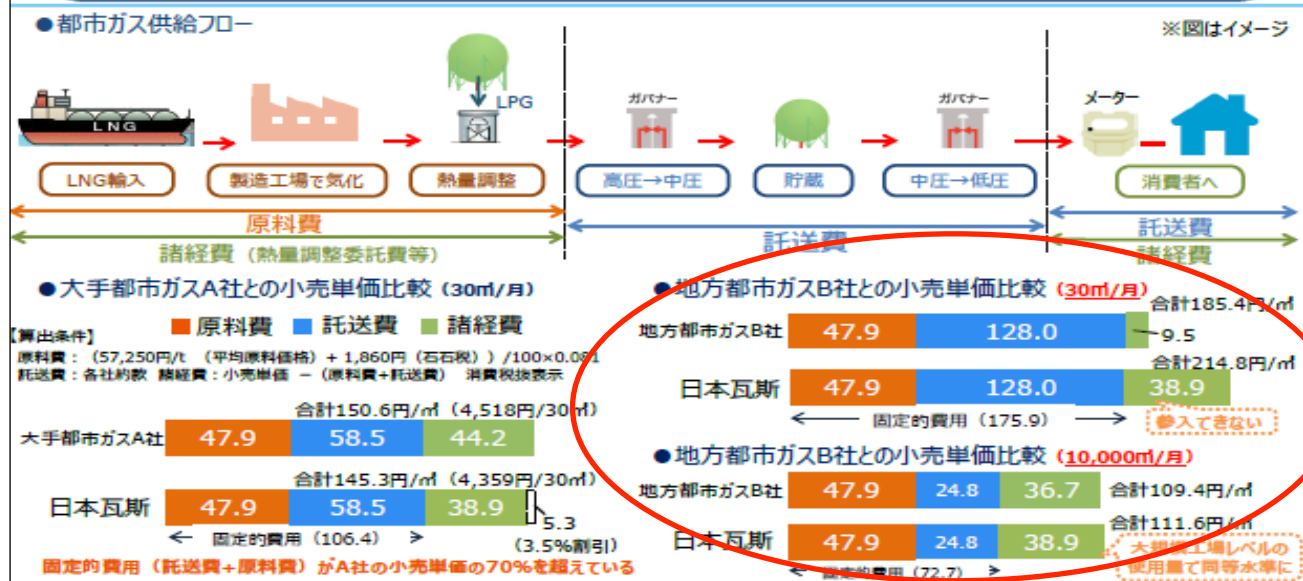 ●都市ガス供給フロー
※図はイメージ
LNG
LPG
ガバナー
ガバナー
メーター
LNG輸入
製造工場で気化
熱量調整
高圧→中圧
貯蔵
中圧→低圧
消費者へ
原料費
託送費
託送費
諸経費（熱量調整委託費等）
諸経費
●大手都市ガスA社との小売単価比較（30㎥/月）
【算出条件】
原料費 託送費 諸経費
原料費：（57,250円/t （平均原料価格）+ 1,860円（石石税））/100×0.081
託送費：各社約款 諸経費：小売単価 －（原料費+託送費） 消費税抜表示
合計150.6円/㎥（4,518円/30㎥）
大手都市ガスA社 47.9 58.5 44.2
合計145.3円/㎥（4,359円/30㎥）
日本瓦斯 47.9 58.5 38.9
5.3
（3.5%割引）
← 固定的費用（106.4） →
固定的費用（託送費+原料費）がA社の小売単価の70%を超えている
●地方都市ガスB社との小売単価比較（30㎥/月）
合計185.4円/㎥
地方都市ガスB社 47.9 128.0
9.5
合計214.8円/㎥
日本瓦斯 47.9 128.0 38.9
← 固定的費用（175.9） →
参入できない
●地方都市ガスB社との小売単価比較（10,000㎥/月）
地方都市ガスB社 47.9 24.8 36.7 合計109.4円/㎥
合計111.6円/㎥
日本瓦斯 47.9 24.8 38.9
← 固定的費用（72.7） →
大規模工場レベルの
使用量で同等水準に